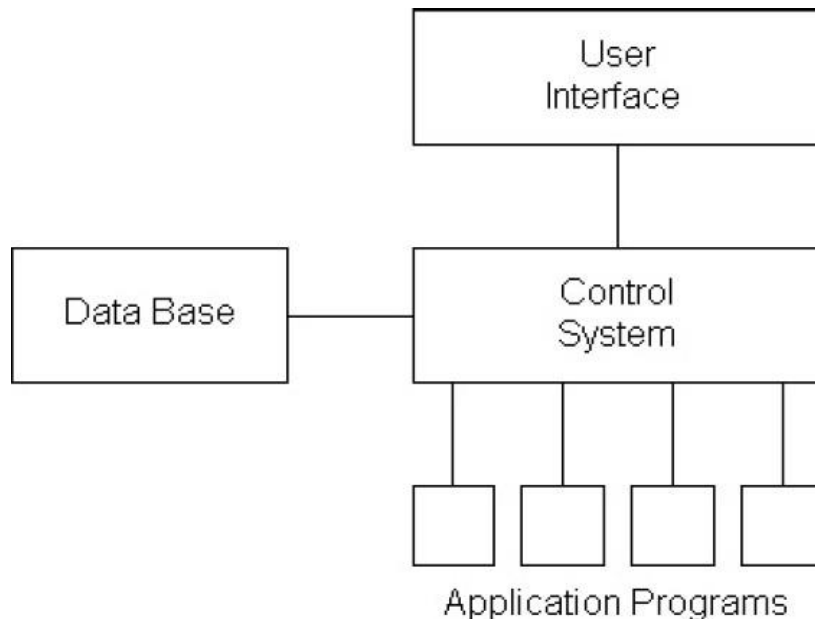 User
Interface
Data Base
Control
System
Application Programs